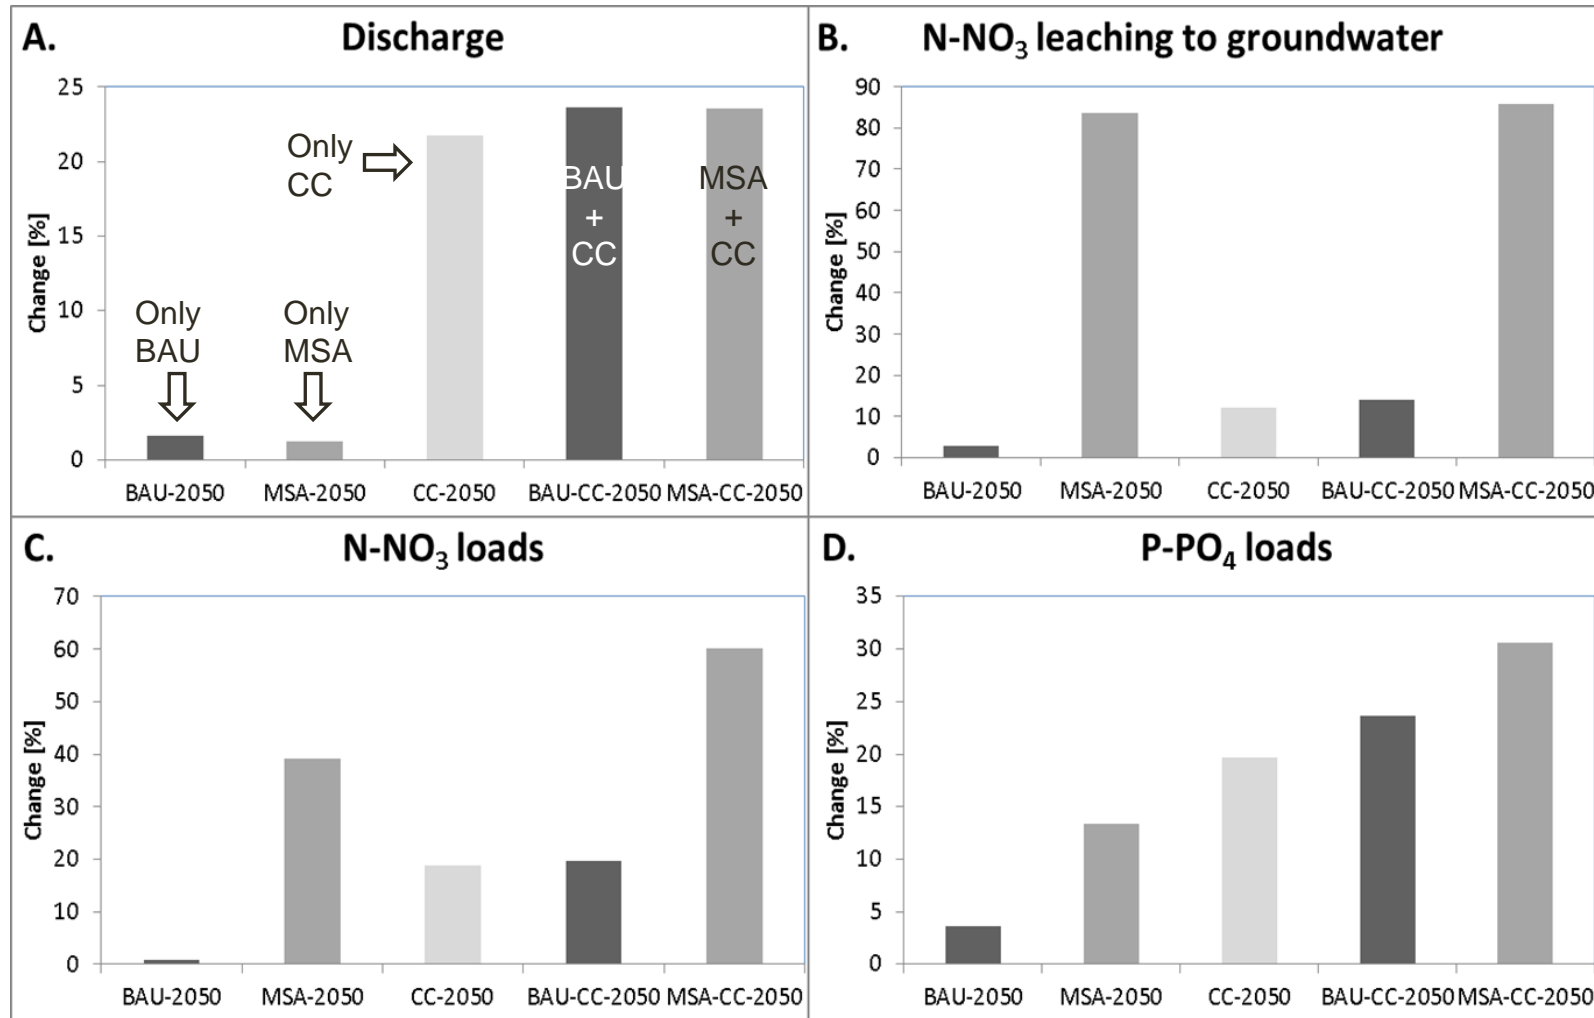 A.
Discharge
25
20
15
10
5
0
Change [%]
Only
CC
Only
BAU
Only
MSA
BAU
+
CC
MSA
+
CC
BAU-2050 MSA-2050 CC-2050 BAU-CC-2050 MSA-CC-2050
B.
N-NO₃ leaching to groundwater
90
80
70
60
50
40
30
20
10
0
Change [%]
BAU-2050 MSA-2050 CC-2050 BAU-CC-2050 MSA-CC-2050
C.
N-NO₃ loads
70
60
50
40
30
20
10
0
Change [%]
BAU-2050 MSA-2050 CC-2050 BAU-CC-2050 MSA-CC-2050
D.
P-PO₄ loads
35
30
25
20
15
10
5
0
Change [%]
BAU-2050 MSA-2050 CC-2050 BAU-CC-2050 MSA-CC-2050